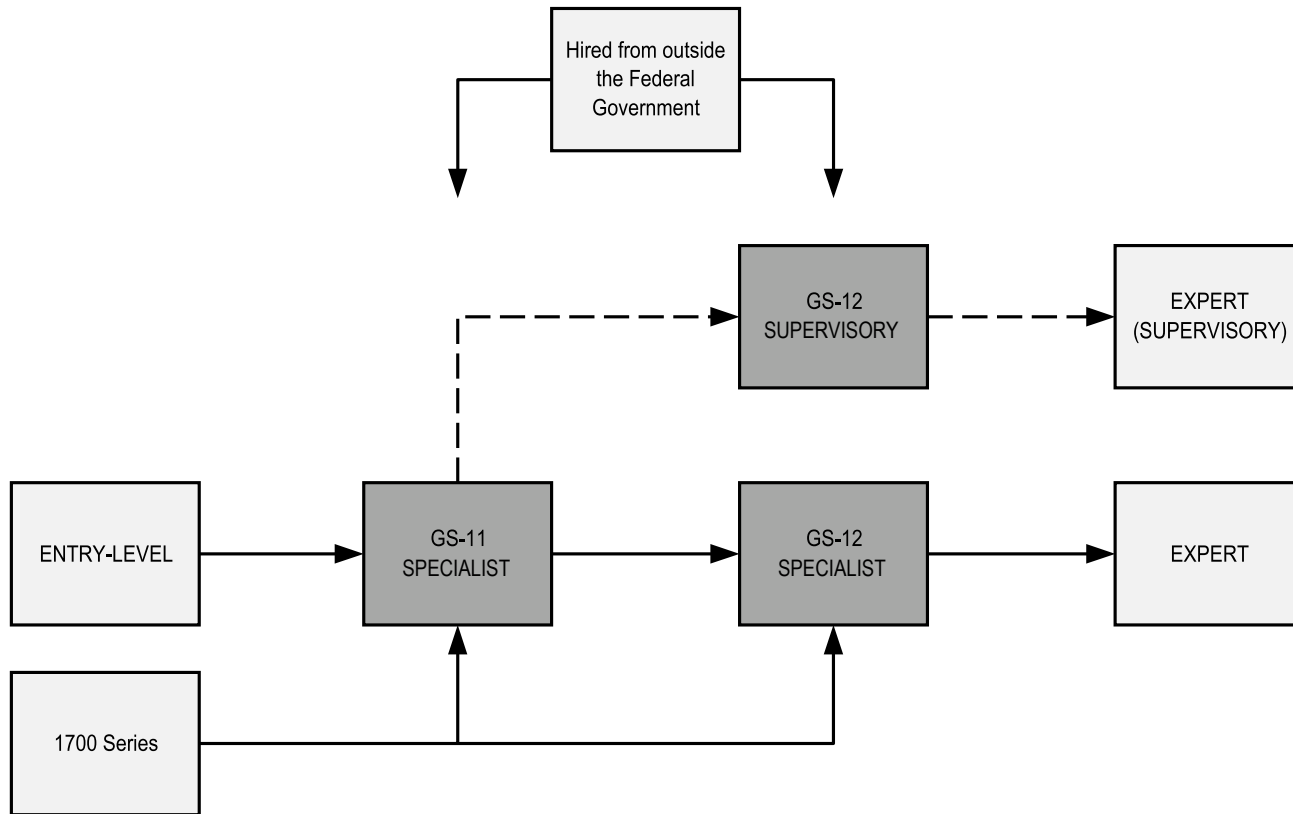 Hired from outside
the Federal
Government
GS-12
SUPERVISORY
EXPERT
(SUPERVISORY)
ENTRY-LEVEL
GS-11
SPECIALIST
GS-12
SPECIALIST
EXPERT
1700 Series